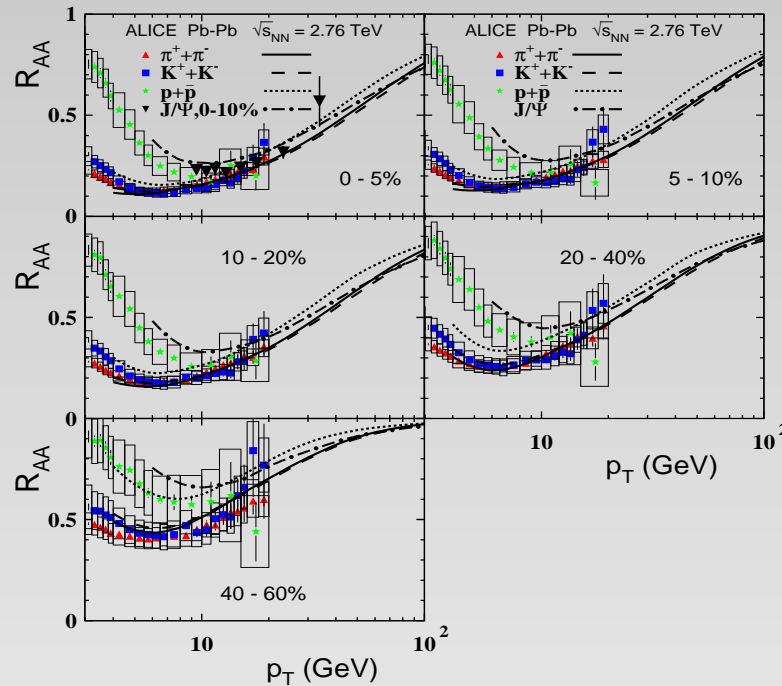 ALICE Pb-Pb √s_NN = 2.76 TeV
π⁺+π⁻
K⁺+K⁻
p+p̄
J/Ψ,0-10%
0 - 5%
ALICE Pb-Pb √s_NN = 2.76 TeV
π⁺+π⁻
K⁺+K⁻
p+p̄
J/Ψ
5 - 10%
R_AA
1
0.5
0
10 - 20%
20 - 40%
R_AA
0.5
0
10
10²
p_T (GeV)
R_AA
0.5
0
40 - 60%
10
10²
p_T (GeV)